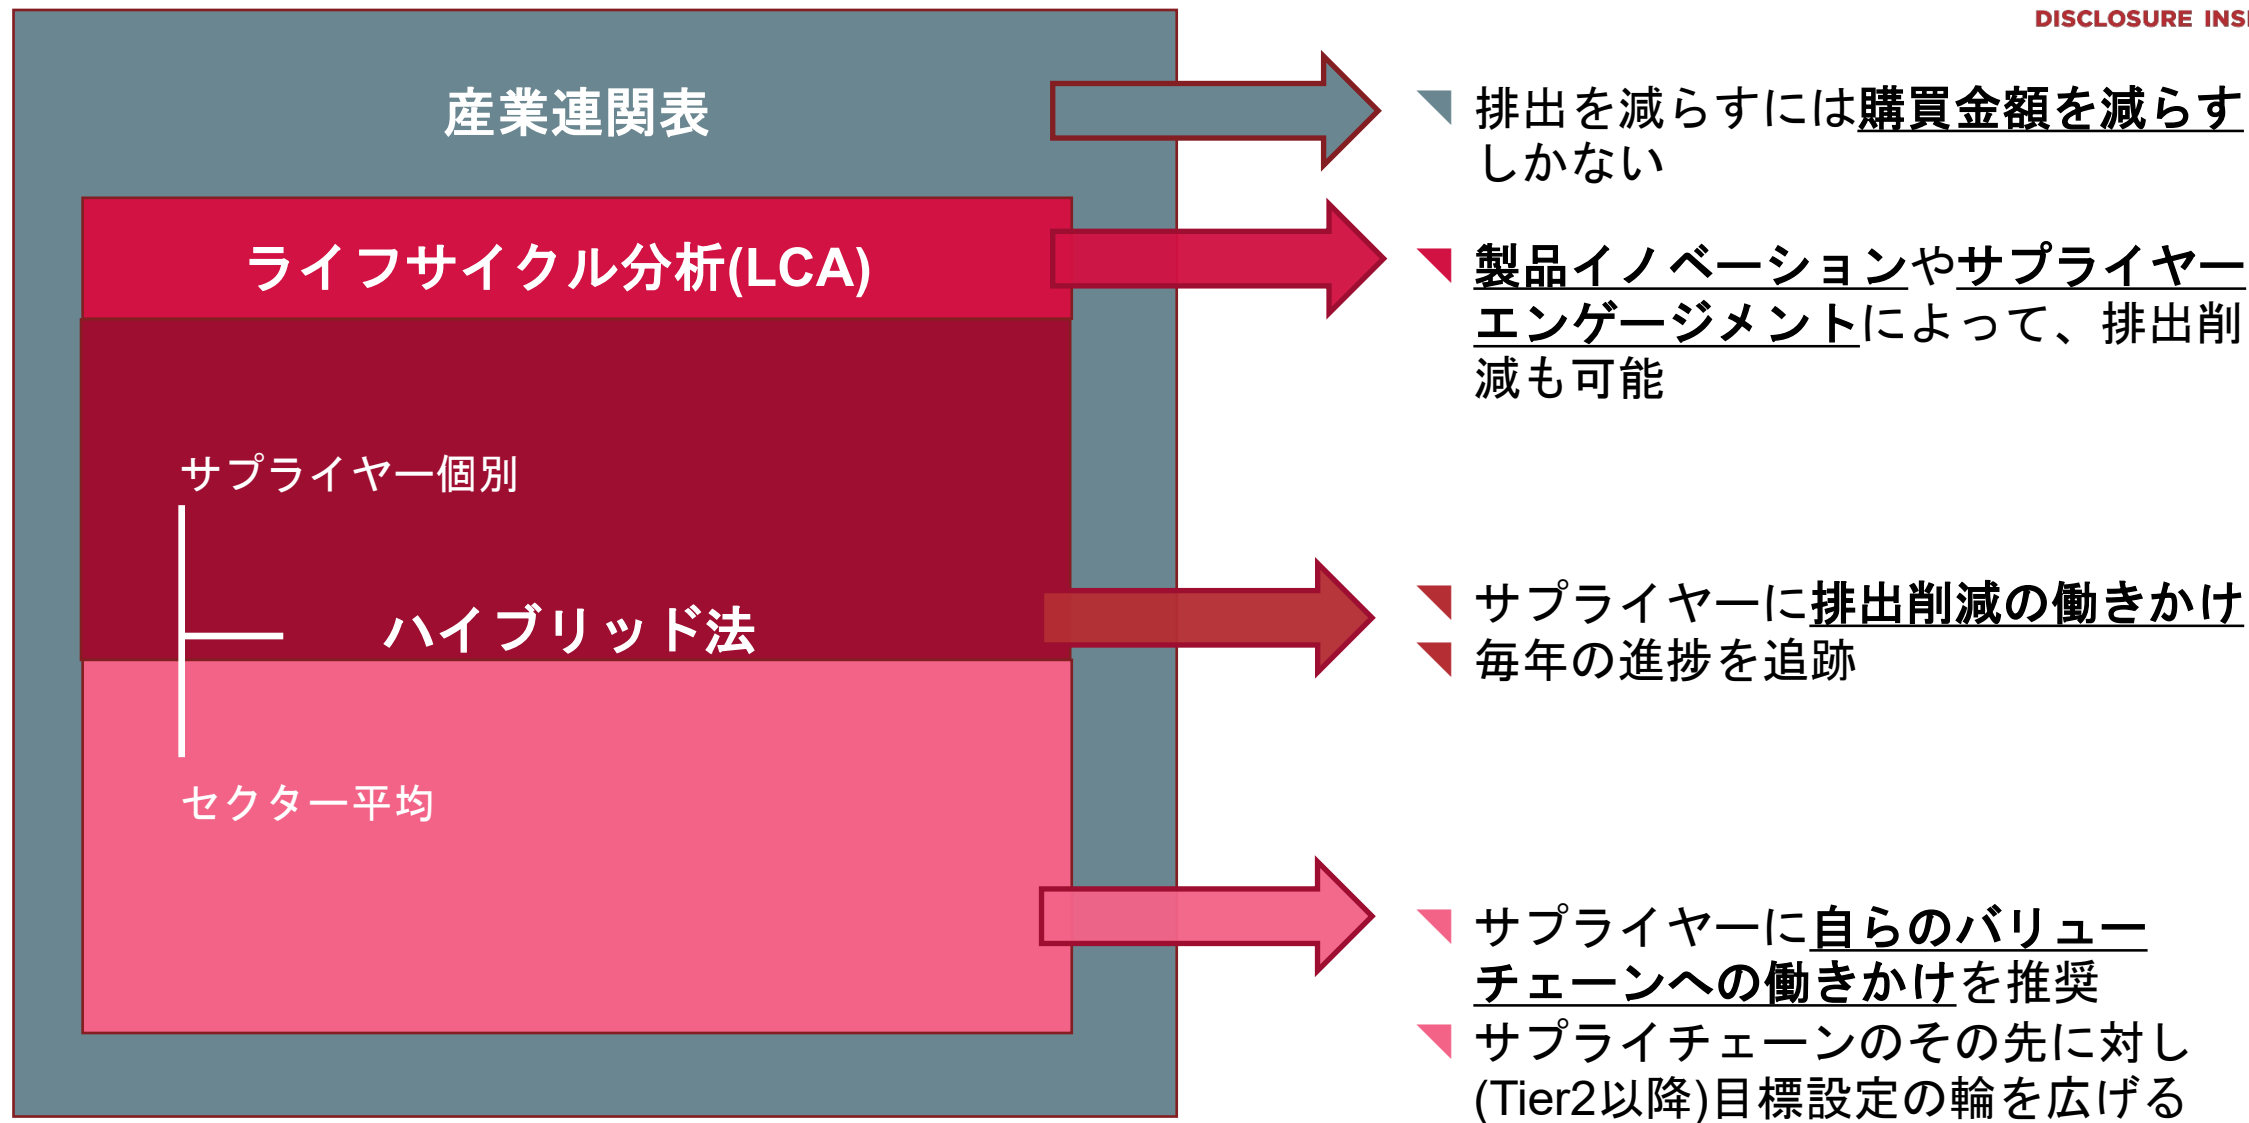 DISCLOSURE
産業連関表
排出を減らすには購買金額を減らす
しかない
ライフサイクル分析(LCA)
製品イノベーションやサプライヤー
エンゲージメントによって、排出削
減も可能
サプライヤー個別
ハイブリッド法
セクター平均
サプライヤーに排出削減の働きかけ
毎年の進捗を追跡
サプライヤーに自らのバリュー
チェーンへの働きかけを推奨
サプライチェーンのその先に対し
(Tier2以降)目標設定の輪を広げる